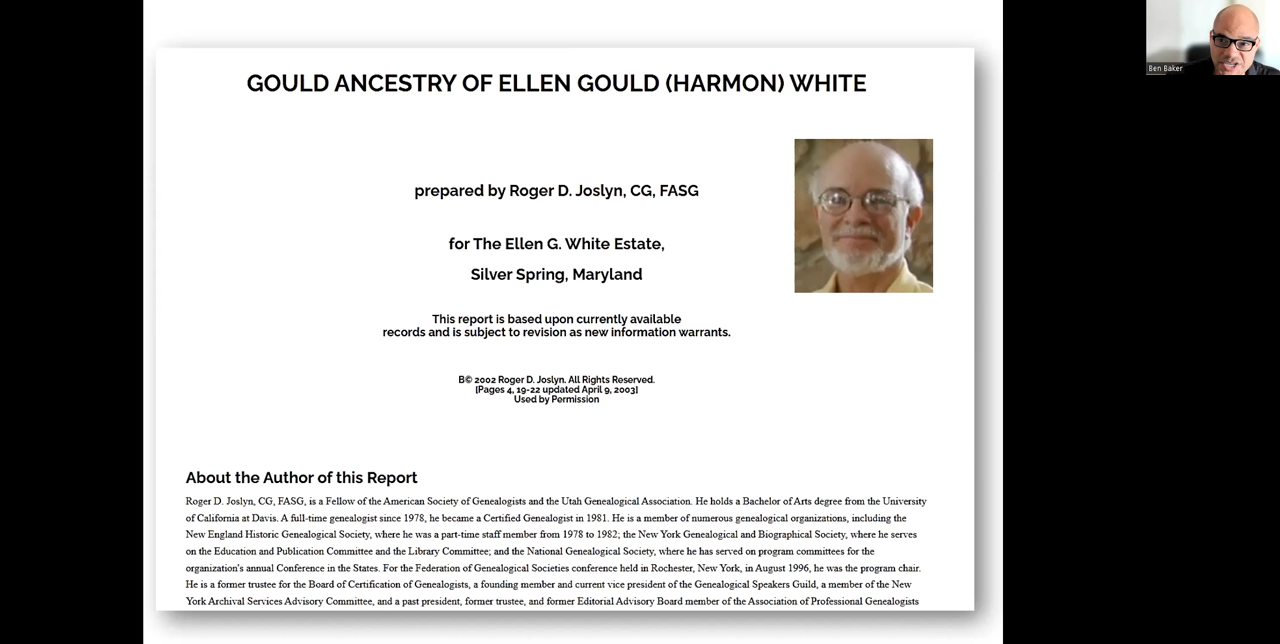 GOULD ANCESTRY OF ELLEN GOULD (HARMON) WHITE
prepared by Roger D. Joslyn, CG, FASG
for The Ellen G. White Estate,
Silver Spring, Maryland
This report is based upon currently available
records and is subject to revision as new information warrants.
В© 2002 Roger D. Joslyn. All Rights Reserved.
[Pages 4, 19-22 updated April 9, 2003]
Used by Permission
About the Author of this Report
Roger D. Joslyn, CG, FASG, is a Fellow of the American Society of Genealogists and the Utah Genealogical Association. He holds a Bachelor of Arts degree from the University
of California at Davis. A full-time genealogist since 1978, he became a Certified Genealogist in 1981. He is a member of numerous genealogical organizations, including the
New England Historic Genealogical Society, where he was a part-time staff member from 1978 to 1982; the New York Genealogical and Biographical Society, where he serves
on the Education and Publication Committee and the Library Committee; and the National Genealogical Society, where he has served on program committees for the
organization's annual Conference in the States. For the Federation of Genealogical Societies conference held in Rochester, New York, in August 1996, he was the program chair.
He is a former trustee for the Board of Certification of Genealogists, a founding member and current vice president of the Genealogical Speakers Guild, a member of the New
York Archival Services Advisory Committee, and a past president, former trustee, and former Editorial Advisory Board member of the Association of Professional Genealogists
Ben Baker